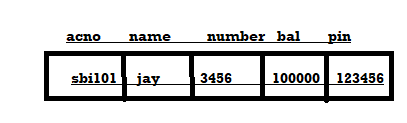 acno name number bal pin
sbi101 jay 3456 100000 123456